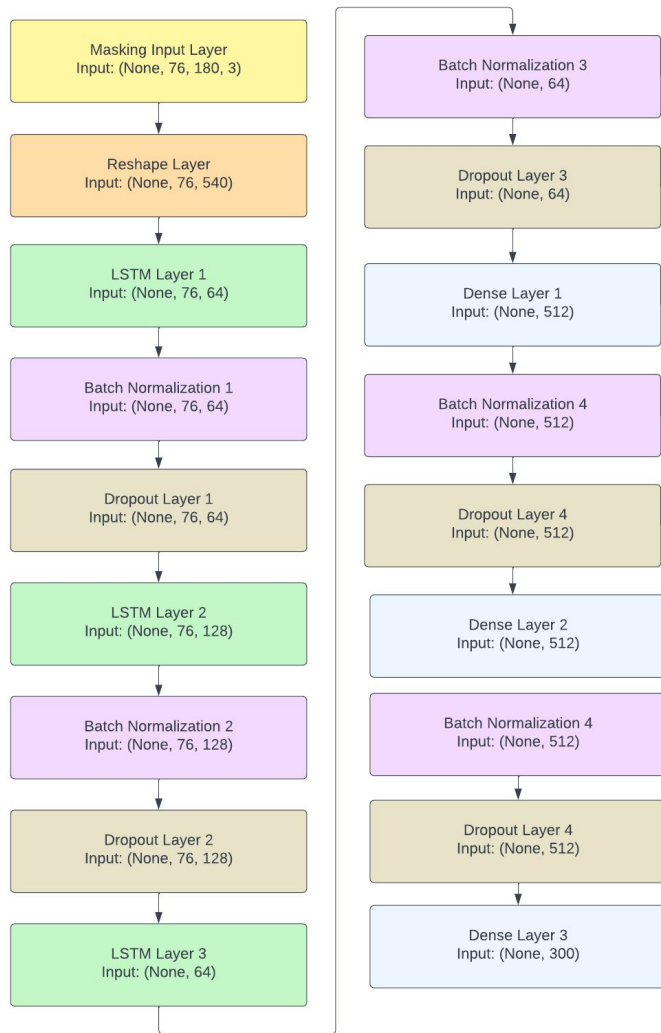 Masking Input Layer
Input: (None, 76, 180, 3)
Reshape Layer
Input: (None, 76, 540)
LSTM Layer 1
Input: (None, 76, 64)
Batch Normalization 1
Input: (None, 76, 64)
Dropout Layer 1
Input: (None, 76, 64)
LSTM Layer 2
Input: (None, 76, 128)
Batch Normalization 2
Input: (None, 76, 128)
Dropout Layer 2
Input: (None, 76, 128)
LSTM Layer 3
Input: (None, 64)
Batch Normalization 3
Input: (None, 64)
Dropout Layer 3
Input: (None, 64)
Dense Layer 1
Input: (None, 512)
Batch Normalization 4
Input: (None, 512)
Dropout Layer 4
Input: (None, 512)
Dense Layer 2
Input: (None, 512)
Batch Normalization 4
Input: (None, 512)
Dropout Layer 4
Input: (None, 512)
Dense Layer 3
Input: (None, 300)